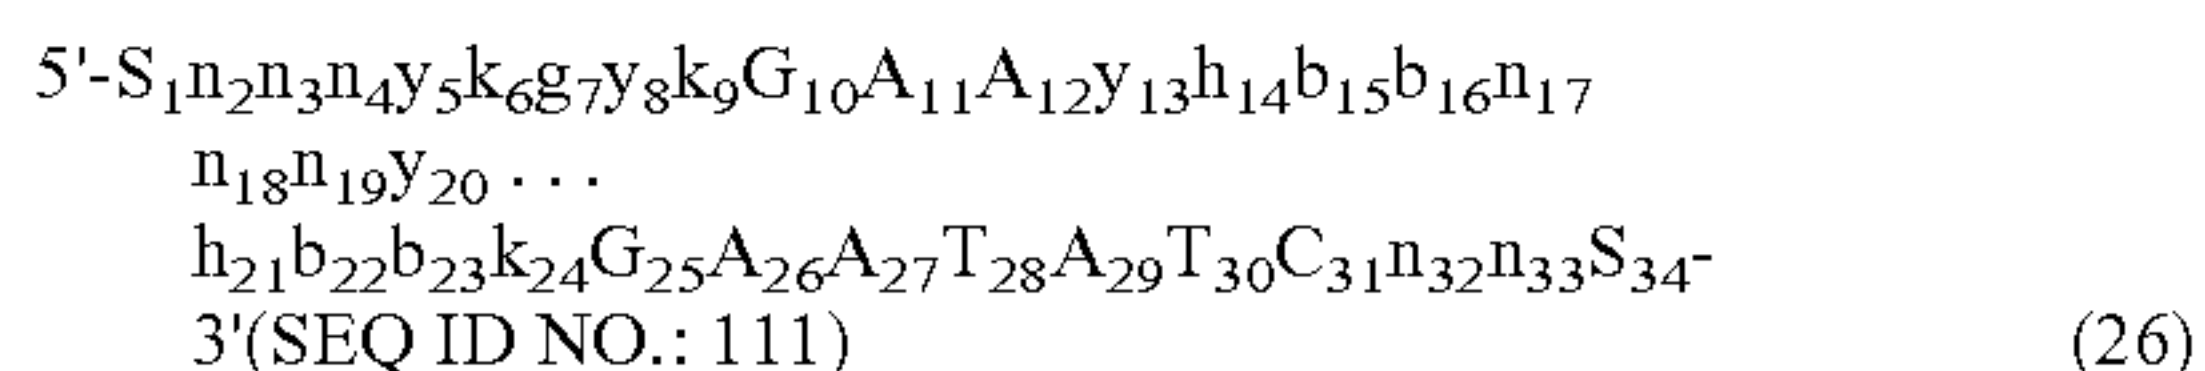 5'-S₁n₂n₃n₄y₅k₆g₇y₈k₉G₁₀A₁₁A₁₂y₁₃h₁₄b₁₅b₁₆n₁₇
n₁₈n₁₉y₂₀ . . .
h₂₁b₂₂b₂₃k₂₄G₂₅A₂₆A₂₇T₂₈A₂₉T₃₀C₃₁n₃₂n₃₃S₃₄-
3'(SEQ ID NO.: 111) (26)